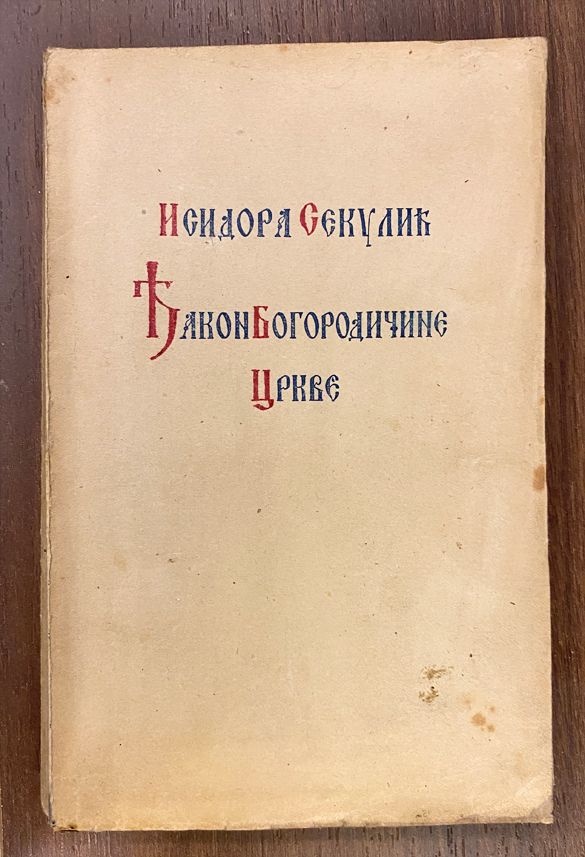 Исидора Секулић
Ђакон Богородичине
Цркве